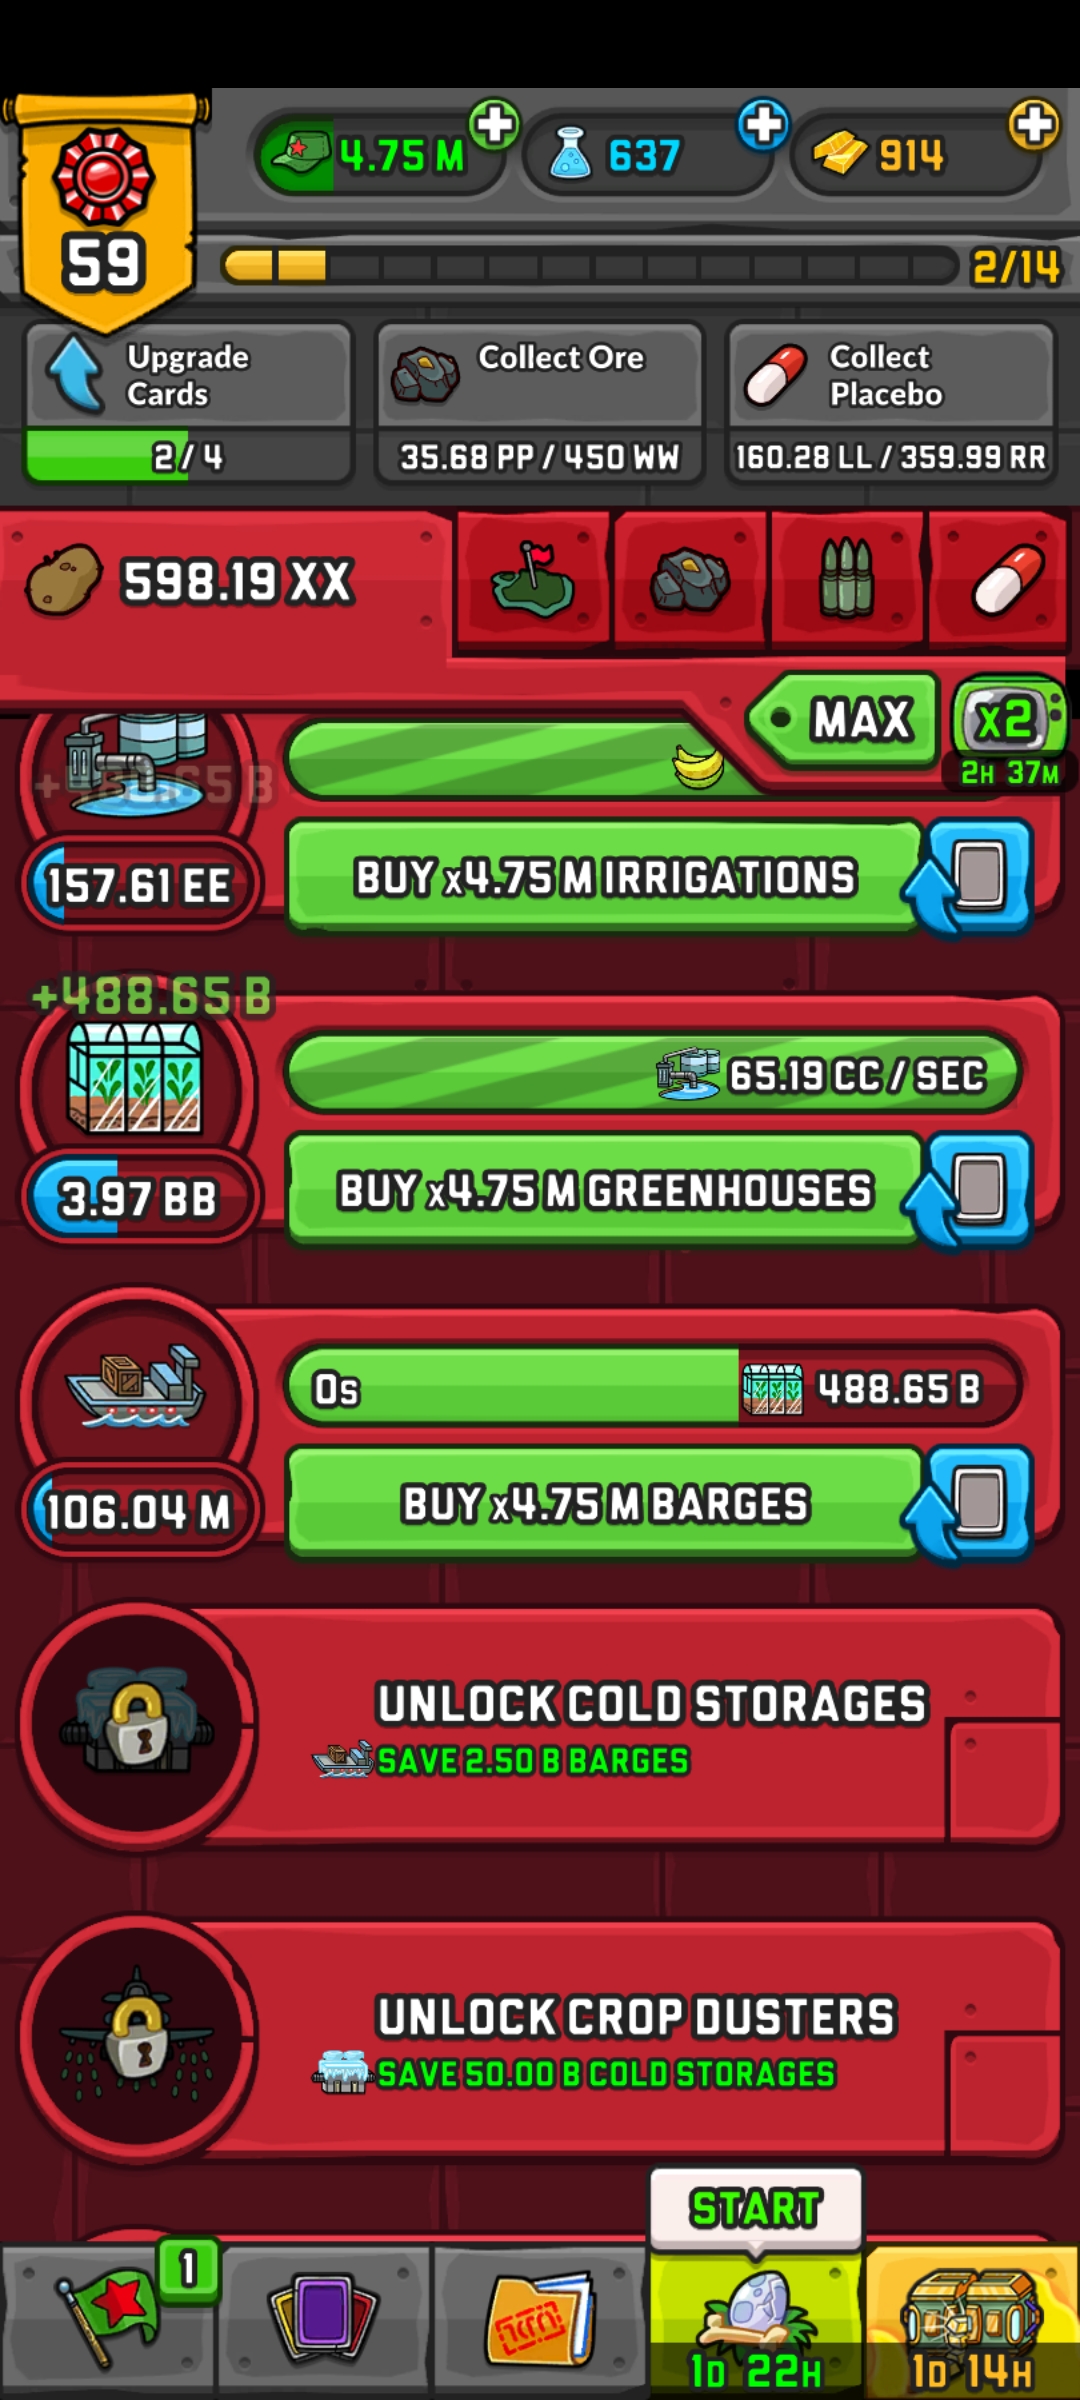 59
4.75 M
637
914
2/14
Upgrade
Cards
2/4
Collect Ore
35.68 PP / 450 WW
Collect
Placebo
160.28 LL / 359.99 RR
598.19 XX
MAX
x2
2H 37M
157.61 EE
BUY x4.75 M IRRIGATIONS
+488.65 B
65.19 CC / SEC
3.97 BB
BUY x4.75 M GREENHOUSES
0s
488.65 B
106.04 M
BUY x4.75 M BARGES
UNLOCK COLD STORAGES
SAVE 2.50 B BARGES
UNLOCK CROP DUSTERS
SAVE 50.00 B COLD STORAGES
START
1
1D 22H
1D 14H